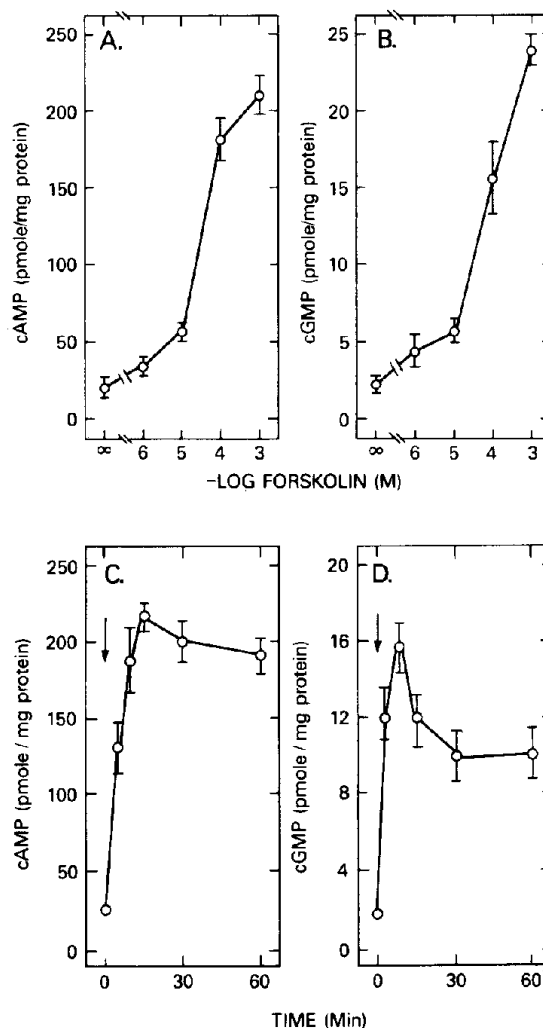 A.
250
200
150
100
50
0
cAMP (pmole/mg protein)
∞ 6 5 4 3
B.
25
20
15
10
5
0
cGMP (pmole/mg protein)
∞ 6 5 4 3
-LOG FORSKOLIN (M)
C.
250
200
150
100
50
0
cAMP (pmole / mg protein)
0 30 60
D.
20
16
12
8
4
0
cGMP (pmole / mg protein)
0 30 60
TIME (Min)